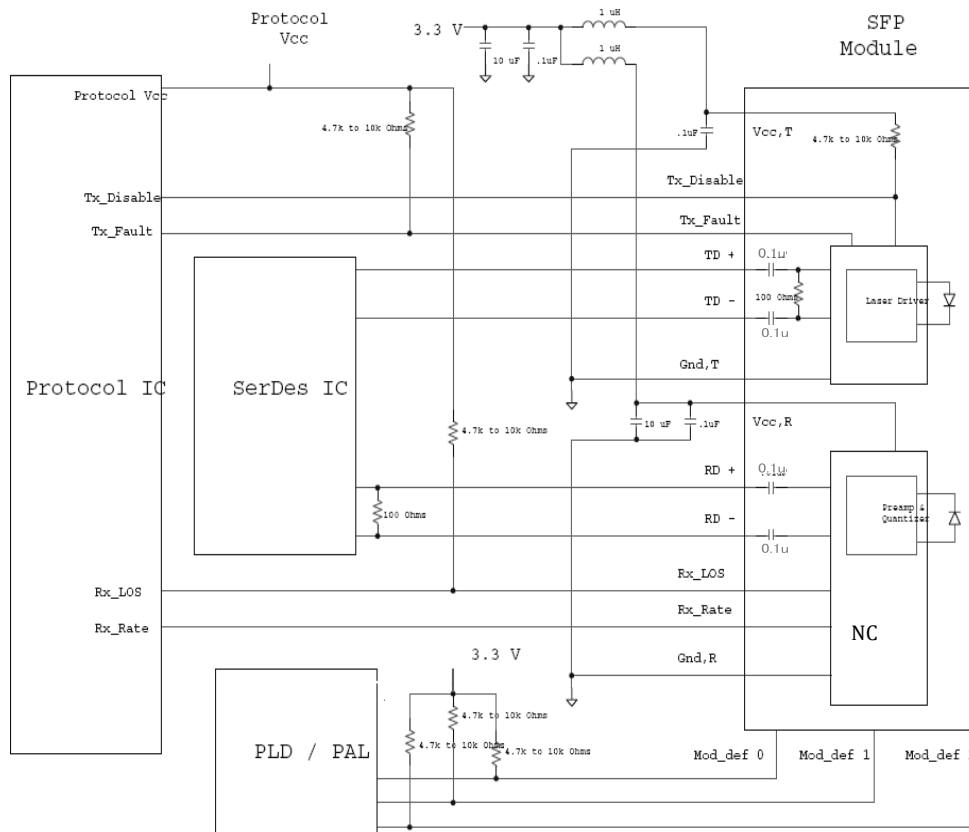 Protocol
Vcc
3.3 V
1 uH
SFP
Module
1 uH
10 uF
.1uF
Protocol Vcc
4.7k to 10k Ohms
.1uF
Vcc,T
4.7k to 10k Ohms
Tx_Disable
Tx_Disable
Tx_Fault
Tx_Fault
TD +
0.1u
100 Ohms
Laser Driver
TD -
0.1u
Gnd,T
Protocol IC
SerDes IC
4.7k to 10k Ohms
10 uF
.1uF
Vcc,R
RD +
0.1u
100 Ohms
Preamp &
Quantizer
RD -
0.1u
Rx_LOS
Rx_LOS
Rx_Rate
Rx_Rate
NC
3.3 V
Gnd,R
4.7k to 10k Ohms
4.7k to 10k Ohms
4.7k to 10k Ohms
PLD / PAL
Mod_def 0
Mod_def 1
Mod_def